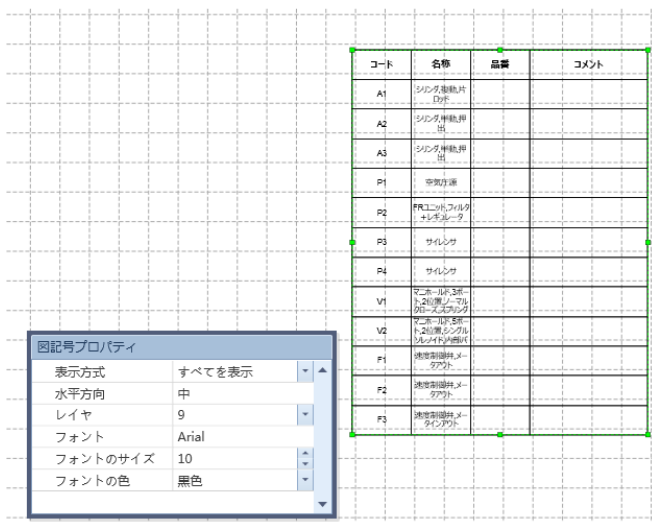 コード 名称 品番 コメント
A1 シリンダ,複動,片
ロッド
A2 シリンダ,単動,押
出
A3 シリンダ,単動,押
出
P1 空気圧源
P2 FRユニット,フィルタ
+レギュレータ
P3 サイレンサ
P4 サイレンサ
V1 マニホールド,3ポー
ト,2位置,ノーマル
クローズ,スプリング
V2 マニホールド,5ポー
ト,2位置,シングル
ソレノイド,内部パ
F1 速度制御弁,メー
タアウト
F2 速度制御弁,メー
タアウト
F3 速度制御弁,メー
タインアウト
図記号プロパティ
表示方式 すべてを表示
水平方向 中
レイヤ 9
フォント Arial
フォントのサイズ 10
フォントの色 黒色